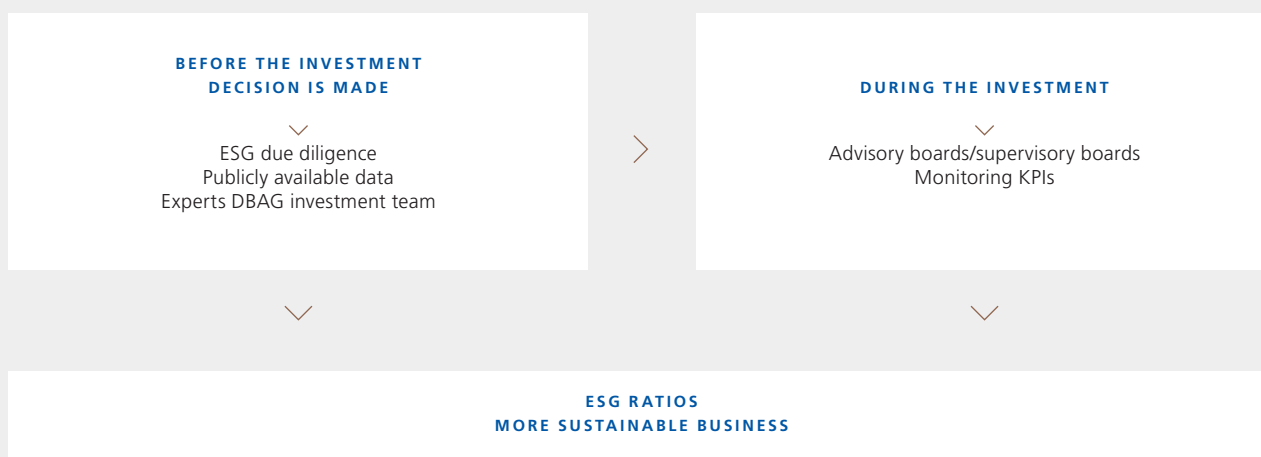 BEFORE THE INVESTMENT
DECISION IS MADE
ESG due diligence
Publicly available data
Experts DBAG investment team
DURING THE INVESTMENT
Advisory boards/supervisory boards
Monitoring KPIs
ESG RATIOS
MORE SUSTAINABLE BUSINESS